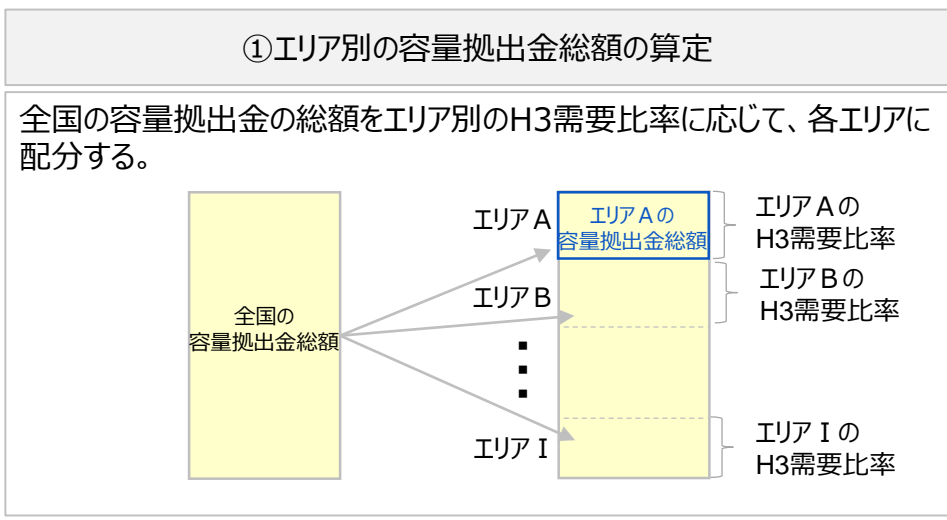 ①エリア別の容量拠出金総額の算定
全国の容量拠出金の総額をエリア別のH3需要比率に応じて、各エリアに
配分する。
エリアA
エリアAの
容量拠出金総額
エリアAの
H3需要比率
エリアB
エリアBの
H3需要比率
全国の
容量拠出金総額
エリアI
エリアIの
H3需要比率